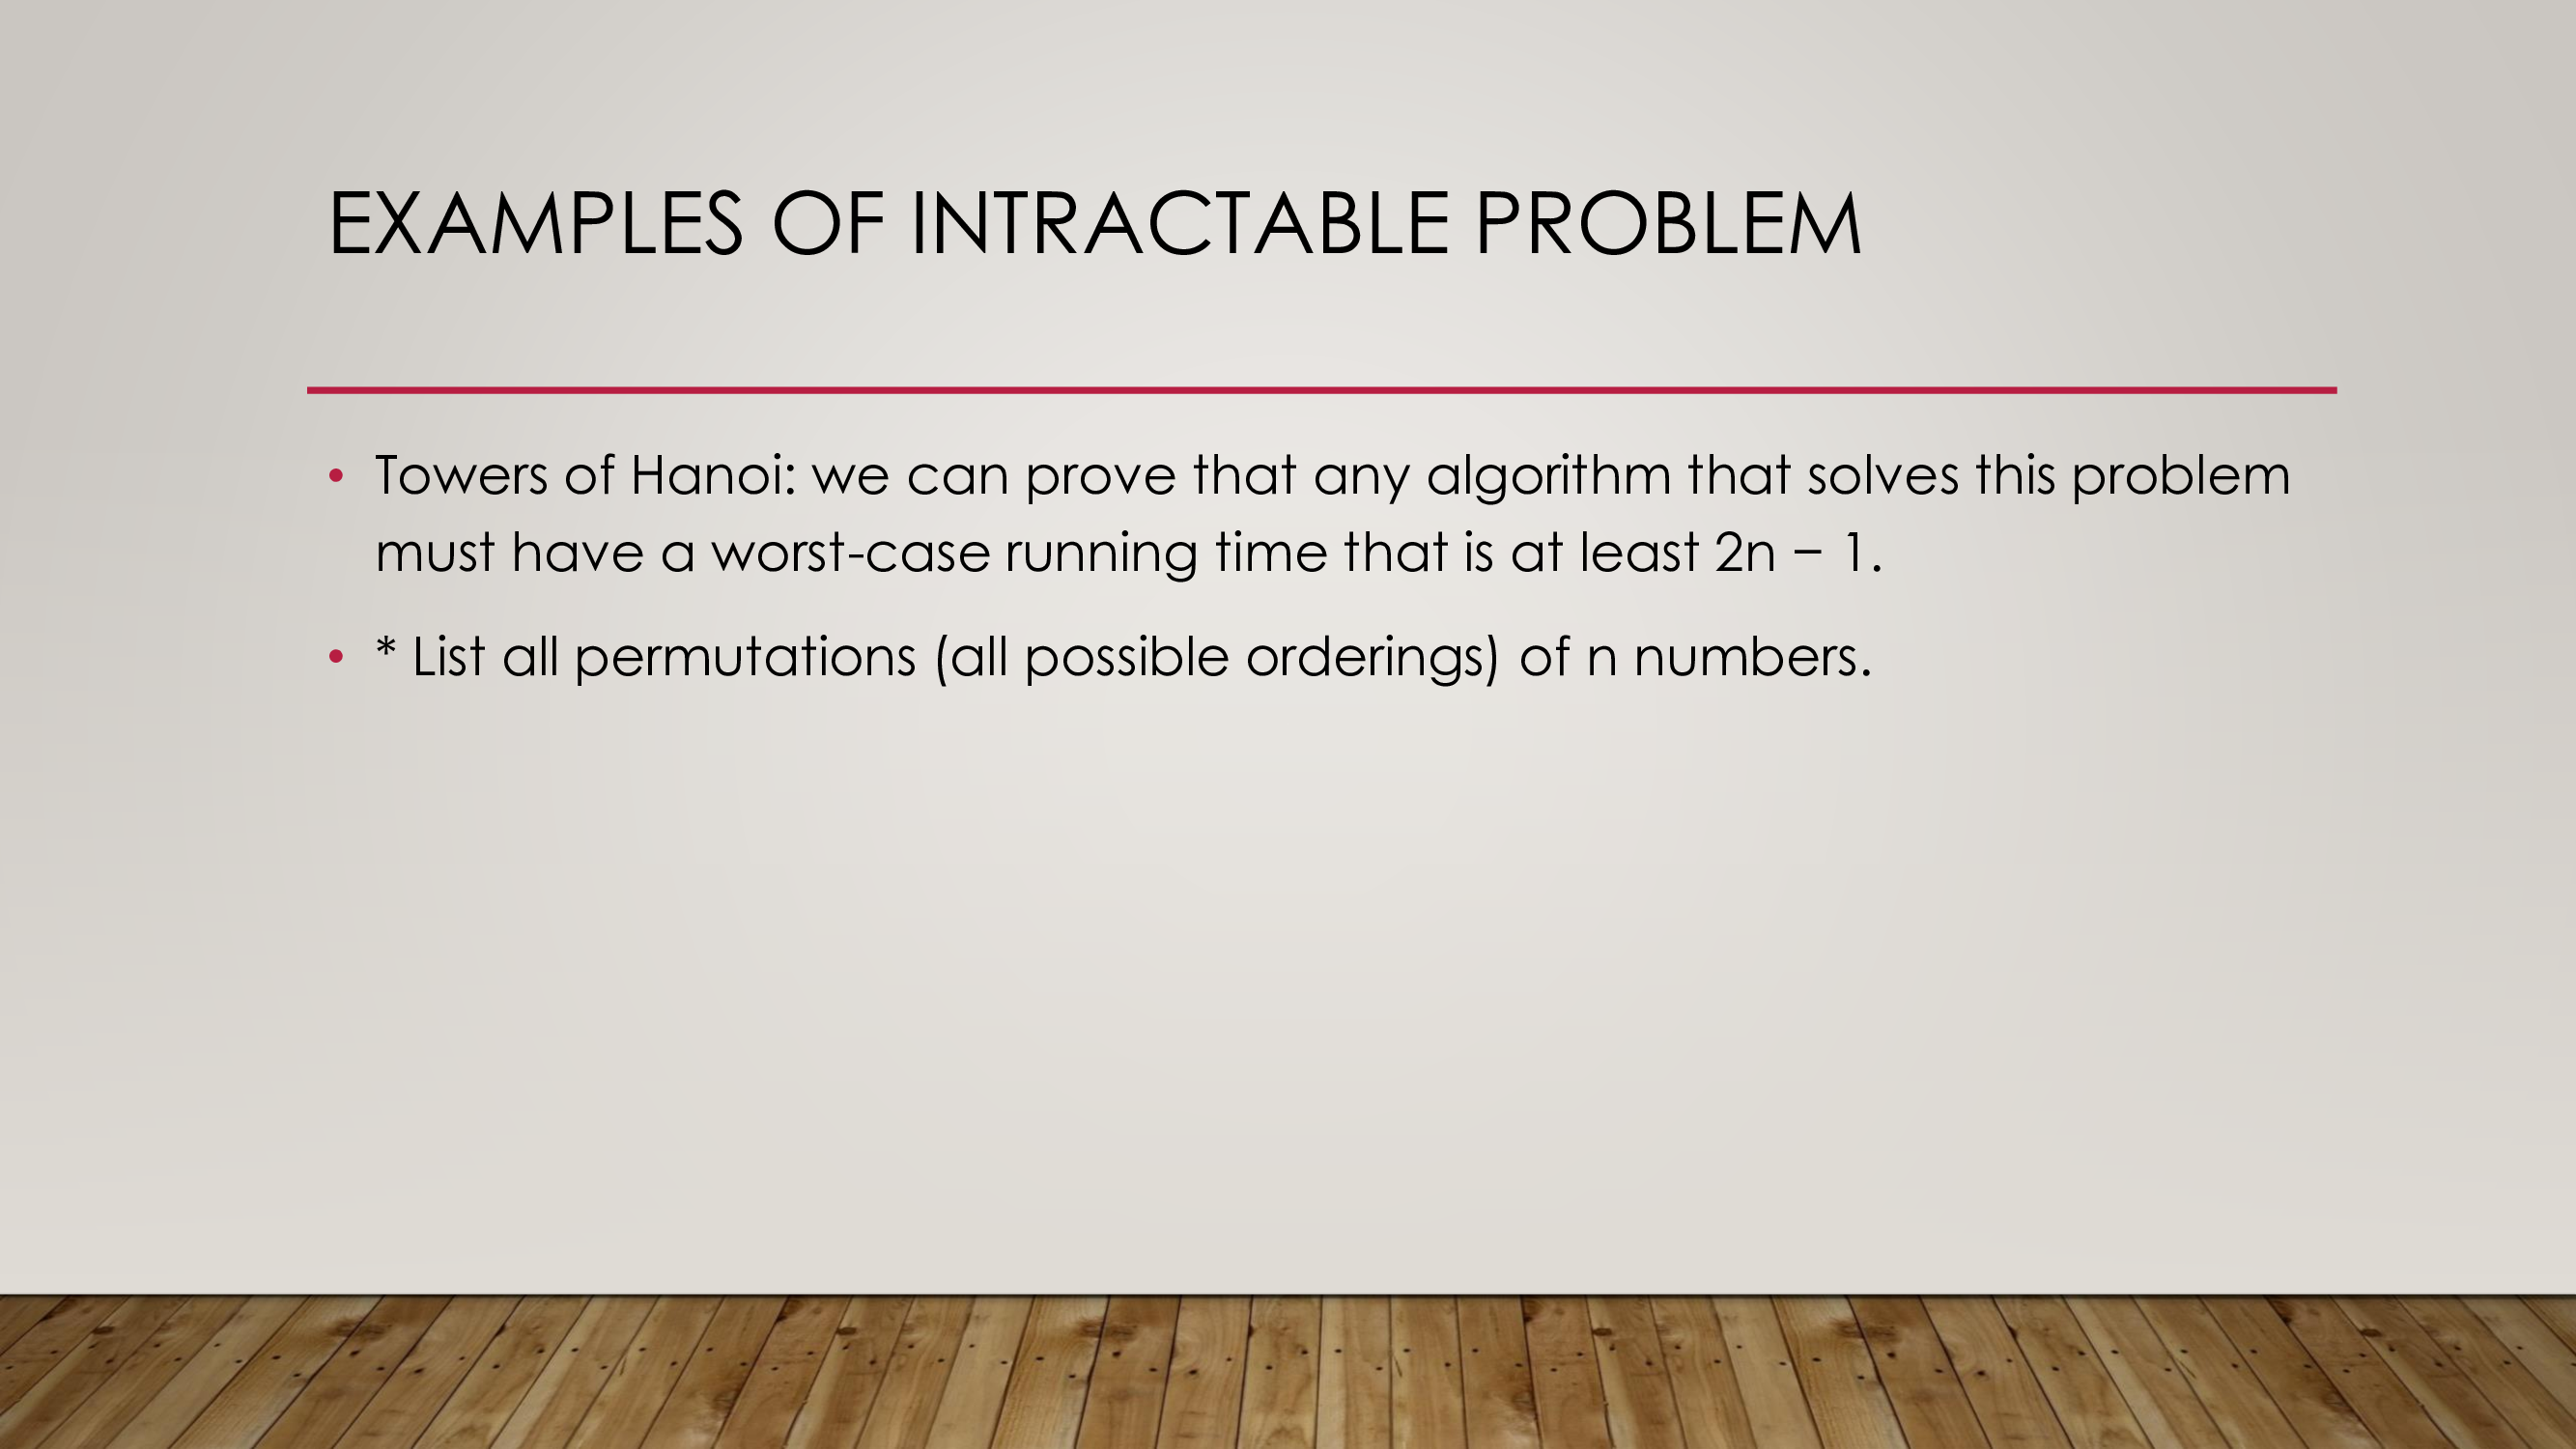 EXAMPLES OF INTRACTABLE PROBLEM
• Towers of Hanoi: we can prove that any algorithm that solves this problem
must have a worst-case running time that is at least 2n − 1.
• * List all permutations (all possible orderings) of n numbers.